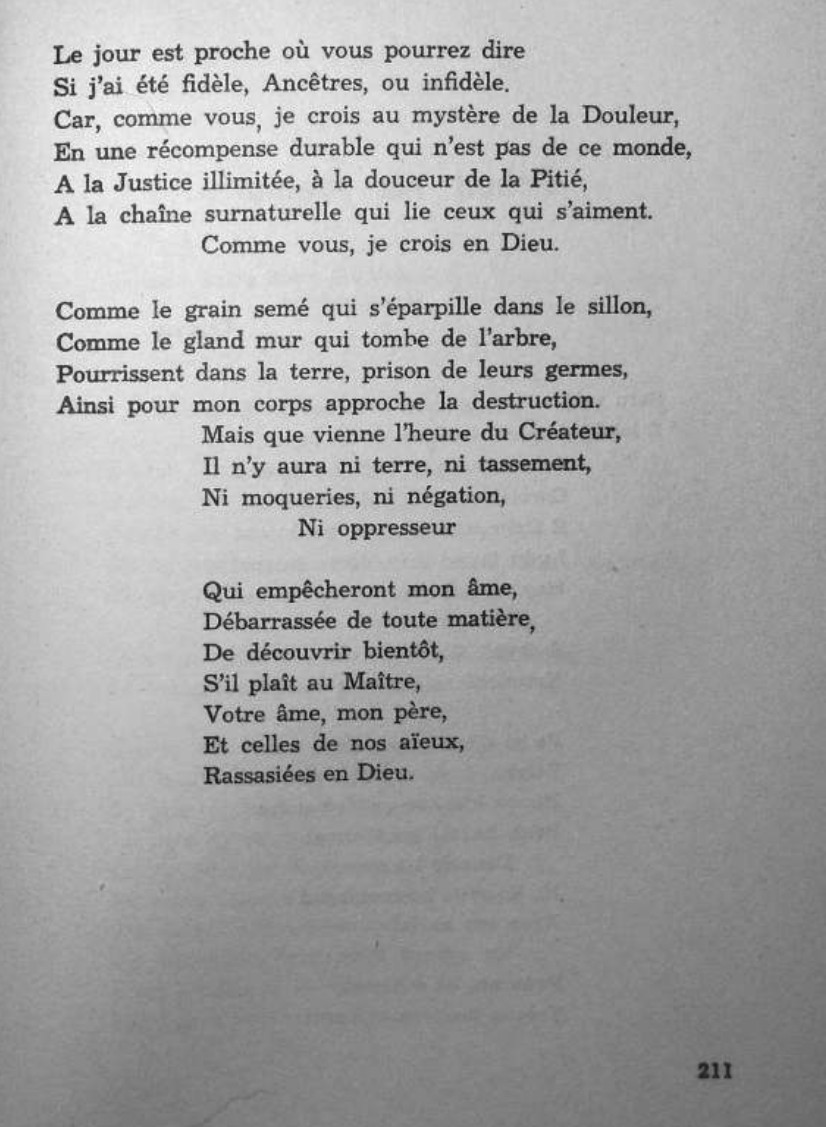 Le jour est proche où vous pourrez dire
Si j'ai été fidèle, Ancêtres, ou infidèle.
Car, comme vous, je crois au mystère de la Douleur,
En une récompense durable qui n'est pas de ce monde,
A la Justice illimitée, à la douceur de la Pitié,
A la chaîne surnaturelle qui lie ceux qui s'aiment.
Comme vous, je crois en Dieu.
Comme le grain semé qui s'éparpille dans le sillon,
Comme le gland mur qui tombe de l'arbre,
Pourrissent dans la terre, prison de leurs germes,
Ainsi pour mon corps approche la destruction.
Mais que vienne l'heure du Créateur,
Il n'y aura ni terre, ni tassement,
Ni moqueries, ni négation,
Ni oppresseur
Qui empêcheront mon âme,
Débarrassée de toute matière,
De découvrir bientôt,
S'il plaît au Maître,
Votre âme, mon père,
Et celles de nos aïeux,
Rassasiées en Dieu.
211